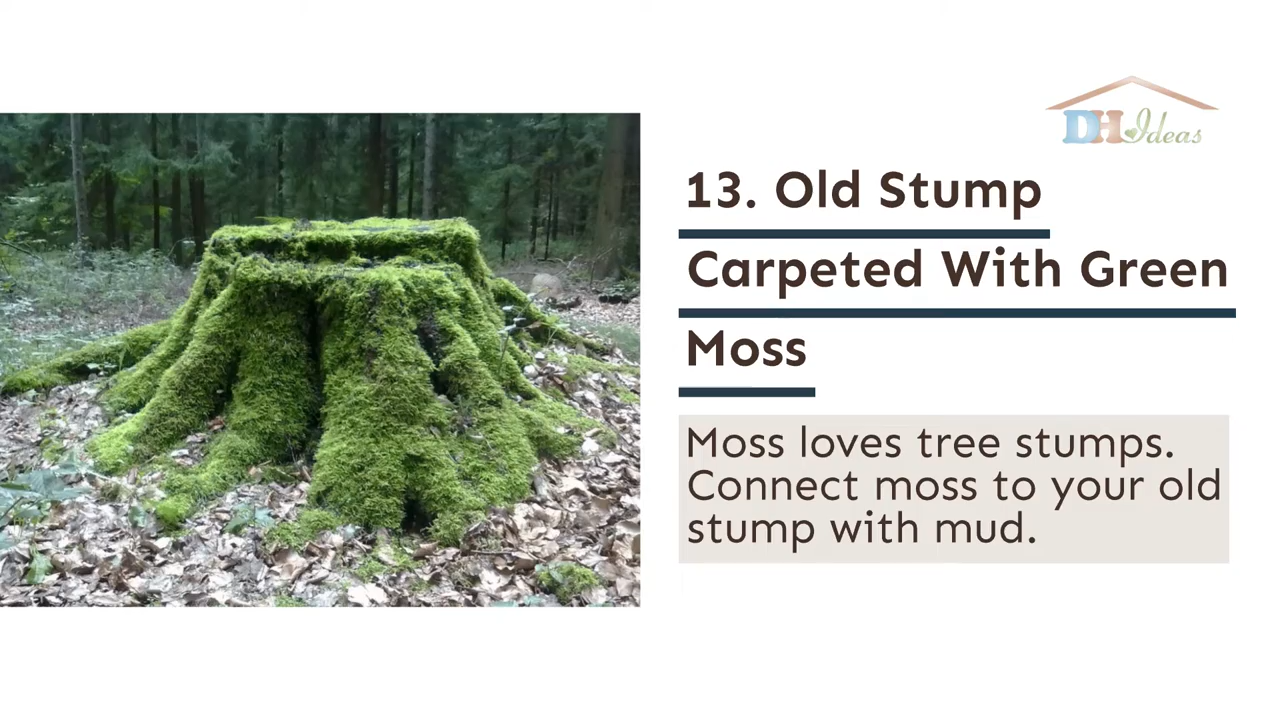 DH Ideas
13. Old Stump
Carpeted With Green
Moss
Moss loves tree stumps.
Connect moss to your old
stump with mud.